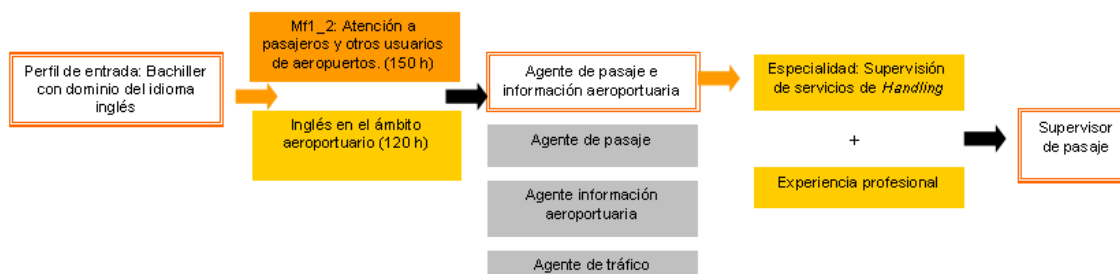 Perfil de entrada: Bachiller
con dominio del idioma
inglés
Mf1_2: Atención a
pasajeros y otros usuarios
de aeropuertos. (150 h)
Inglés en el ámbito
aeroportuario (120 h)
Agente de pasaje e
información aeroportuaria
Agente de pasaje
Agente información
aeroportuaria
Agente de tráfico
Especialidad: Supervisión
de servicios de Handling
+
Experiencia profesional
Supervisor
de pasaje